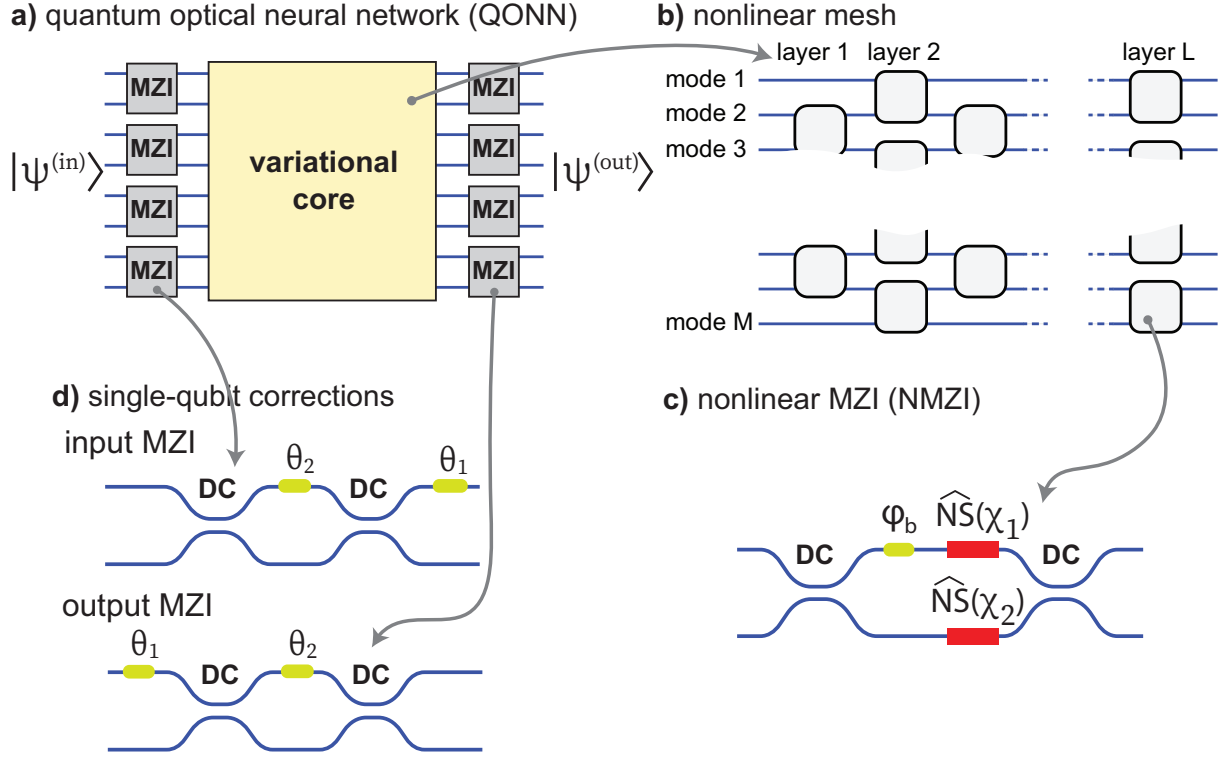 a) quantum optical neural network (QONN)
MZI
MZI
MZI
MZI
|ψ(in)⟩
variational
core
MZI
MZI
MZI
MZI
|ψ(out)⟩
b) nonlinear mesh
layer 1 layer 2 layer L
mode 1
mode 2
mode 3
mode M
c) nonlinear MZI (NMZI)
φb N̂S(χ1)
DC DC
N̂S(χ2)
d) single-qubit corrections
input MZI
θ2 θ1
DC DC
output MZI
θ1 θ2
DC DC